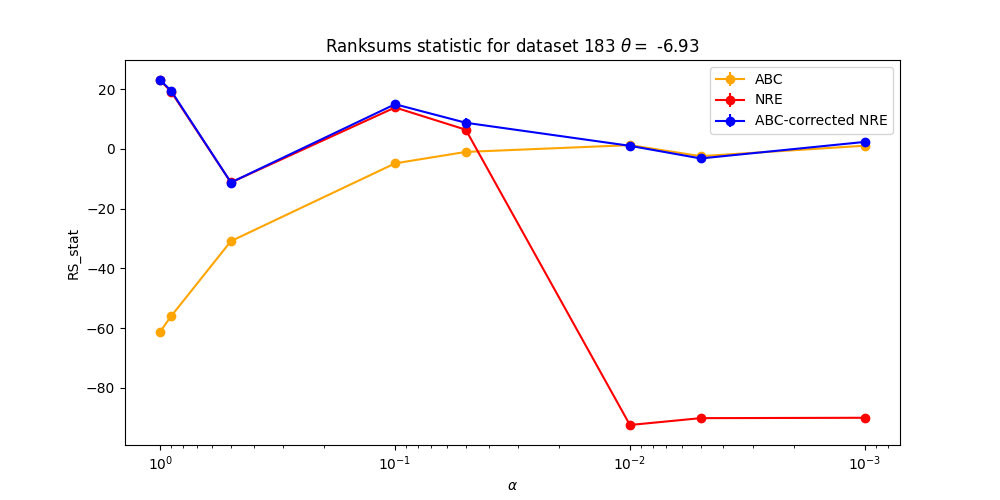 Ranksums statistic for dataset 183 θ = -6.93
ABC
NRE
ABC-corrected NRE
RS_stat
20
0
−20
−40
−60
−80
10⁰
10⁻¹
10⁻²
10⁻³
α